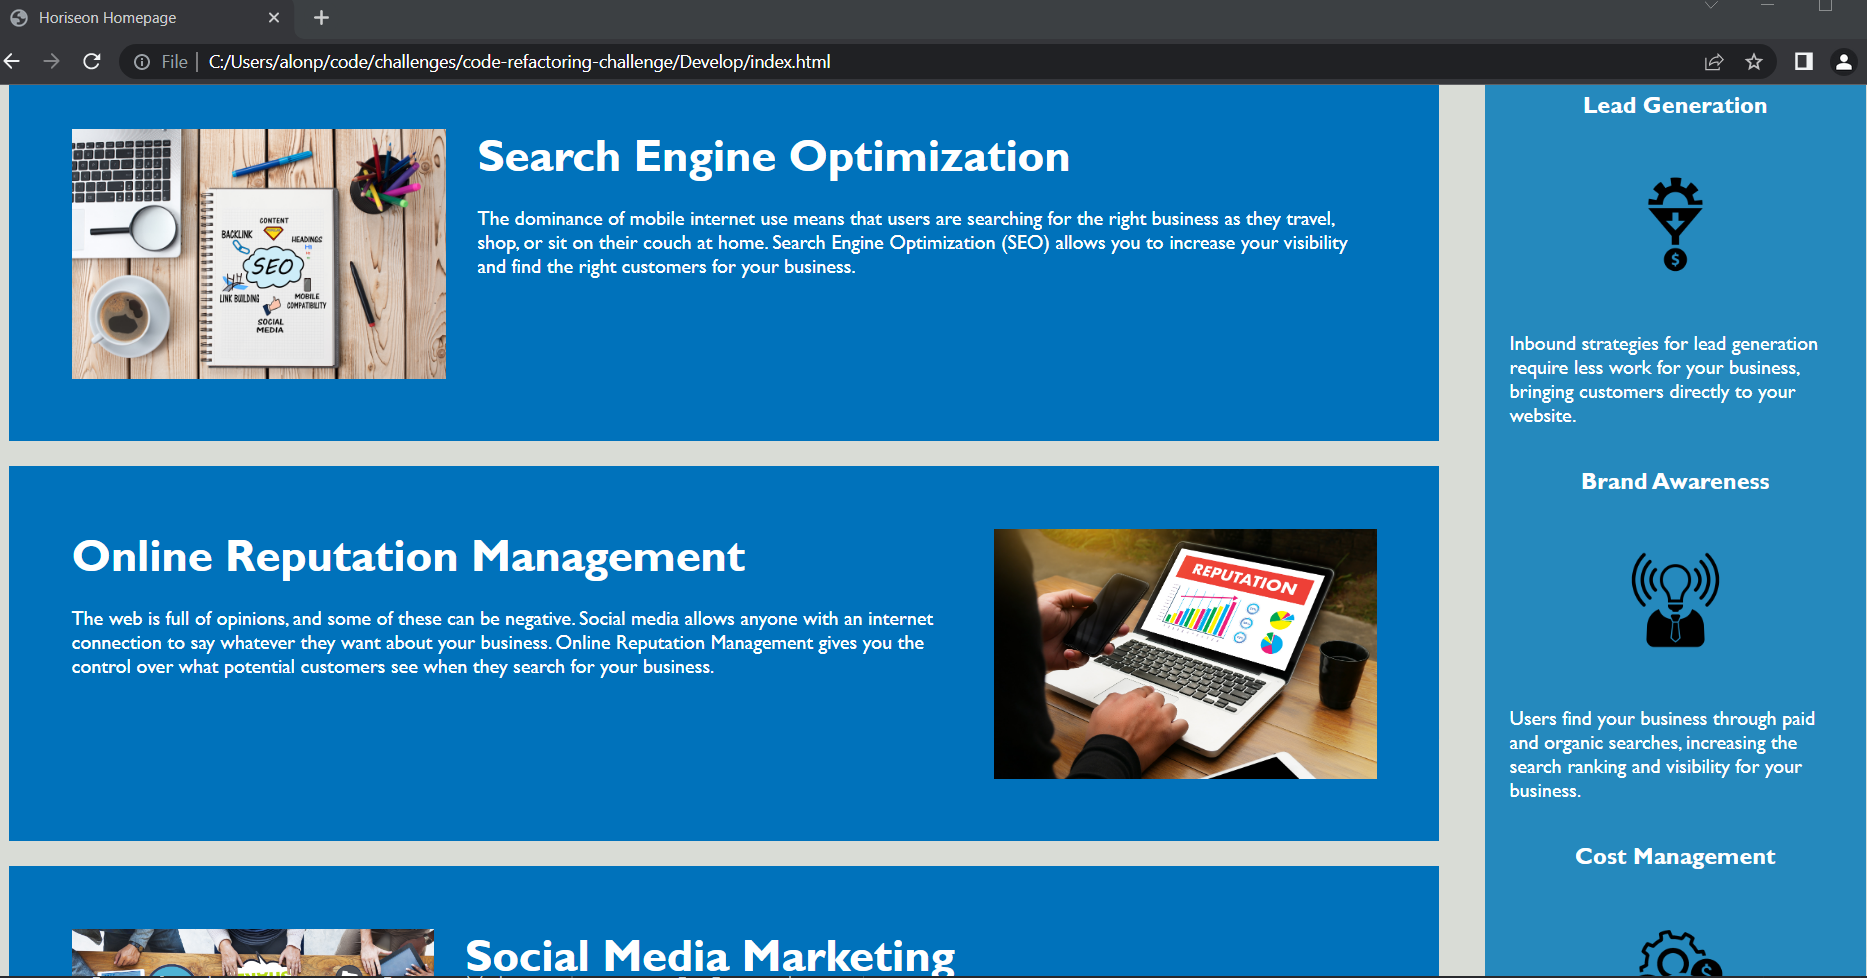 Horiseon Homepage
File | C:/Users/alonp/code/challenges/code-refactoring-challenge/Develop/index.html
CONTENT
BACKLINK
HEADINGS
H1
SEO
LINK BUILDING
MOBILE
COMPATIBILITY
SOCIAL
MEDIA
Search Engine Optimization
The dominance of mobile internet use means that users are searching for the right business as they travel,
shop, or sit on their couch at home. Search Engine Optimization (SEO) allows you to increase your visibility
and find the right customers for your business.
Online Reputation Management
The web is full of opinions, and some of these can be negative. Social media allows anyone with an internet
connection to say whatever they want about your business. Online Reputation Management gives you the
control over what potential customers see when they search for your business.
REPUTATION
Social Media Marketing
Lead Generation
$
Inbound strategies for lead generation
require less work for your business,
bringing customers directly to your
website.
Brand Awareness
Users find your business through paid
and organic searches, increasing the
search ranking and visibility for your
business.
Cost Management
$